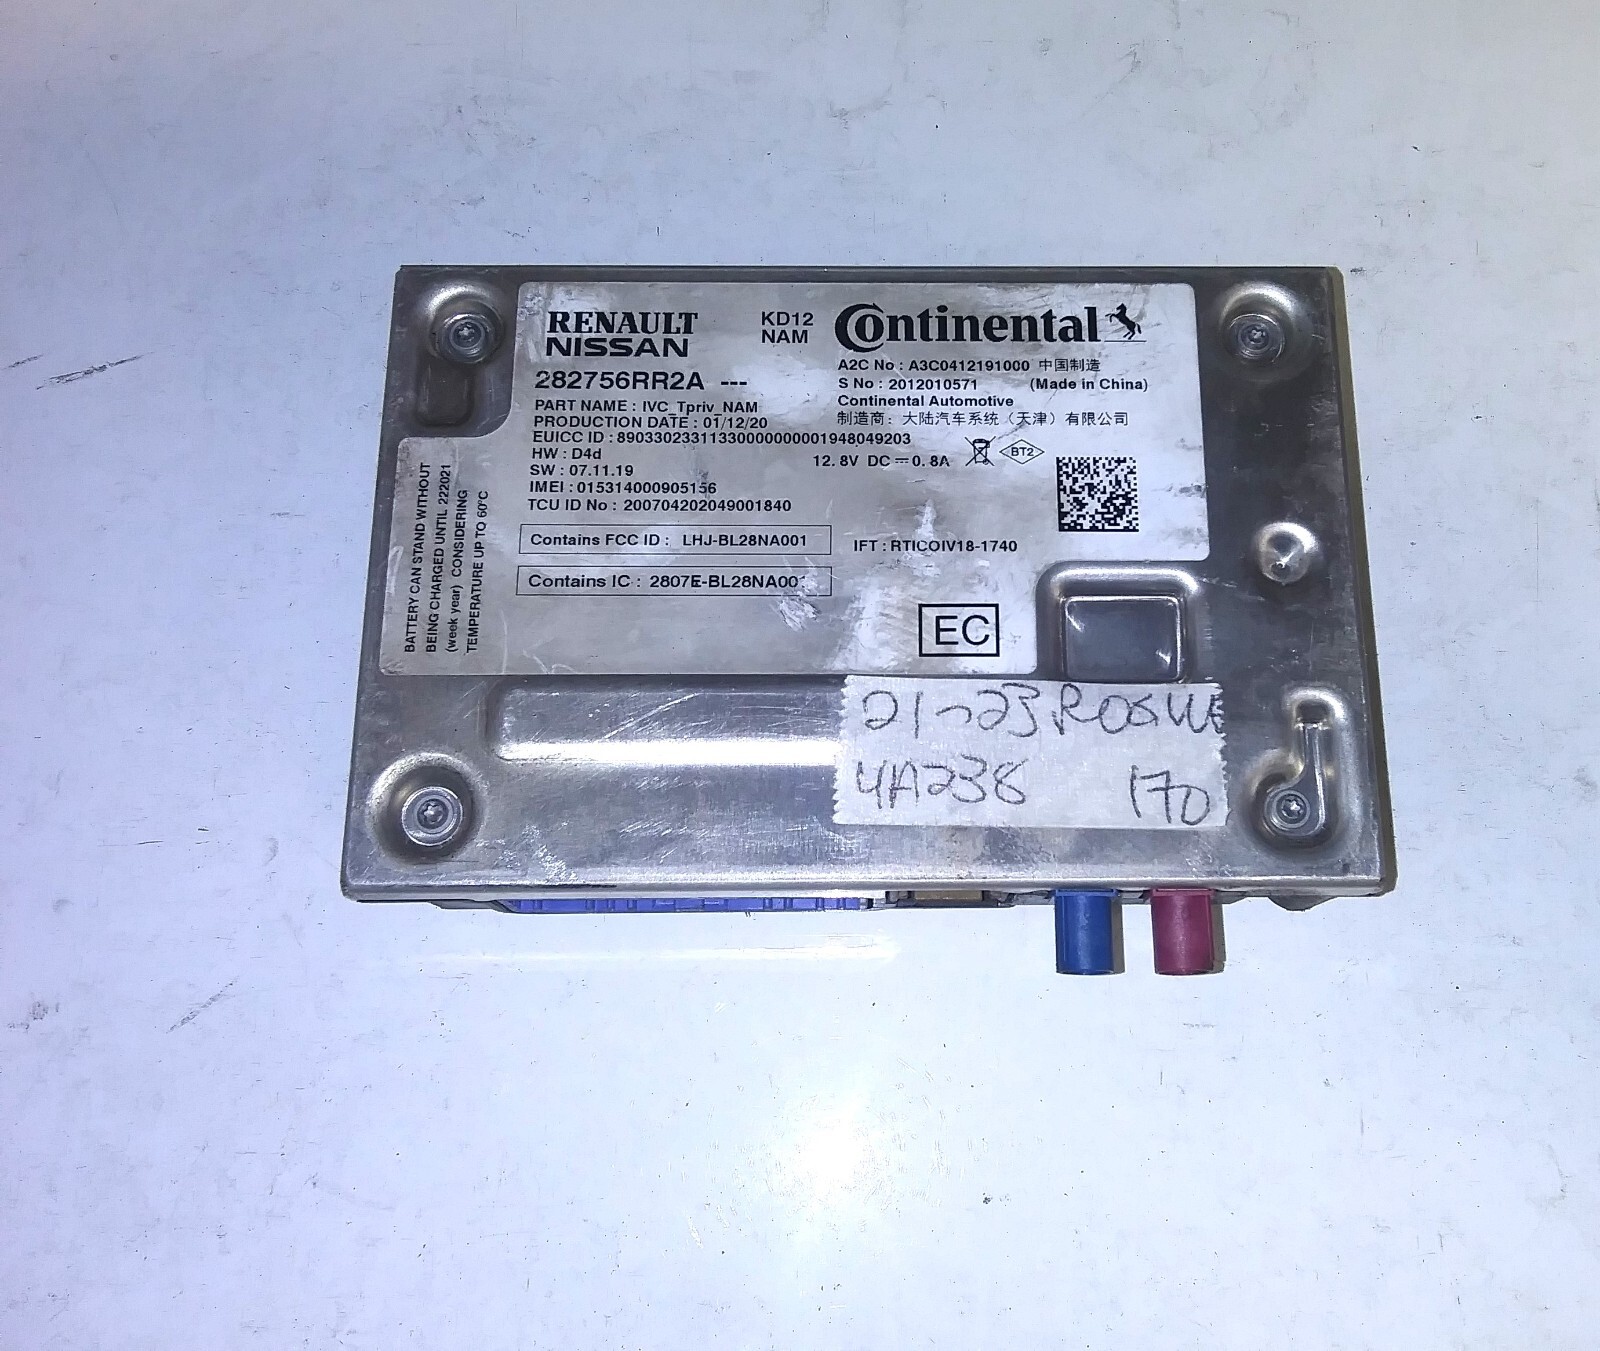 RENAULT
NISSAN
KD12
NAM
Continental
282756RR2A ---
A2C No : A3C0412191000 中国制造
S No : 2012010571 (Made in China)
Continental Automotive
制造商: 大陆汽车系统（天津）有限公司
PART NAME : IVC_Tpriv_NAM
PRODUCTION DATE : 01/12/20
EUICC ID : 89033023311330000000001948049203
HW : D4d
12.8V DC 0.8A
BT2
SW : 07.11.19
IMEI : 015314000905156
TCU ID No : 200704202049001840
Contains FCC ID : LHJ-BL28NA001
IFT : RTICOIV18-1740
Contains IC : 2807E-BL28NA001
EC
BATTERY CAN STAND WITHOUT
BEING CHARGED UNTIL 222021
(week year) CONSIDERING
TEMPERATURE UP TO 60°C
21-23
4A238 170